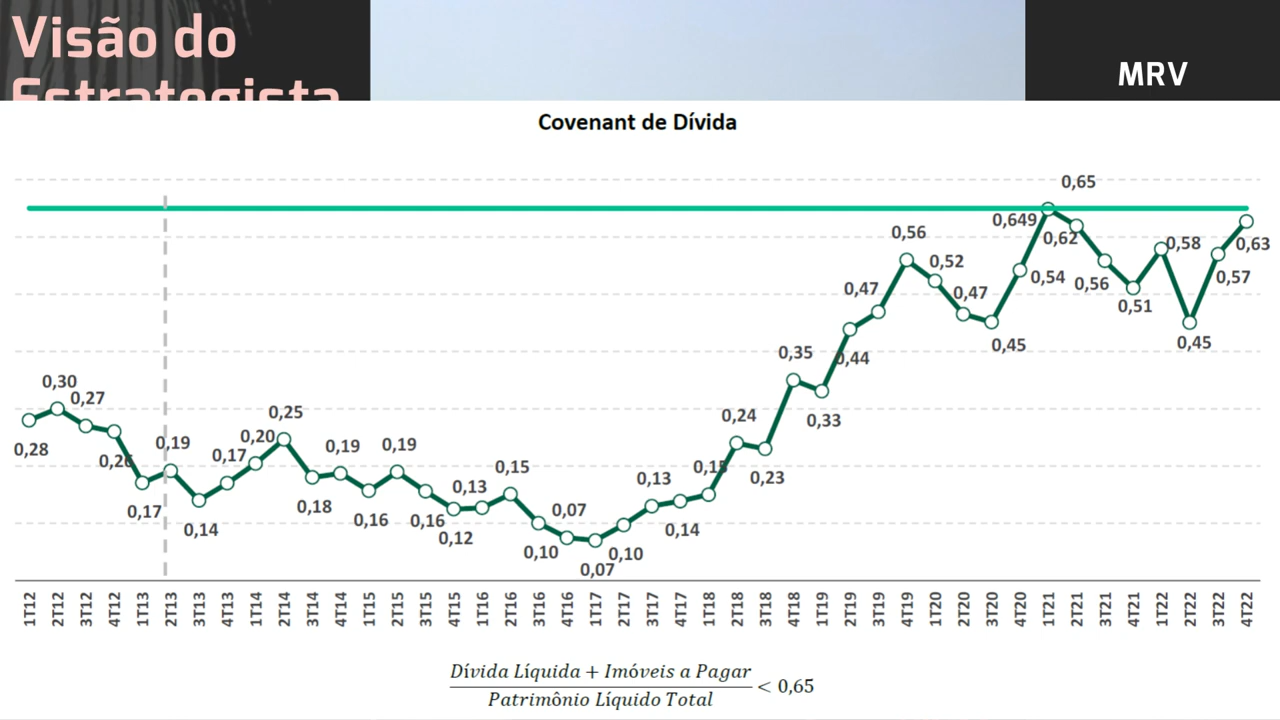 Visão do
Estrategista
MRV
Covenant de Dívida
0,28
0,30
0,27
0,26
0,17
0,19
0,14
0,17
0,20
0,25
0,18
0,19
0,16
0,19
0,16
0,12
0,13
0,15
0,10
0,07
0,07
0,10
0,13
0,14
0,15
0,24
0,23
0,35
0,33
0,44
0,47
0,56
0,52
0,47
0,45
0,54
0,649
0,65
0,62
0,56
0,51
0,58
0,45
0,57
0,63
1T12
2T12
3T12
4T12
1T13
2T13
3T13
4T13
1T14
2T14
3T14
4T14
1T15
2T15
3T15
4T15
1T16
2T16
3T16
4T16
1T17
2T17
3T17
4T17
1T18
2T18
3T18
4T18
1T19
2T19
3T19
4T19
1T20
2T20
3T20
4T20
1T21
2T21
3T21
4T21
1T22
2T22
3T22
4T22
Dívida Líquida + Imóveis a Pagar
Patrimônio Líquido Total
< 0,65